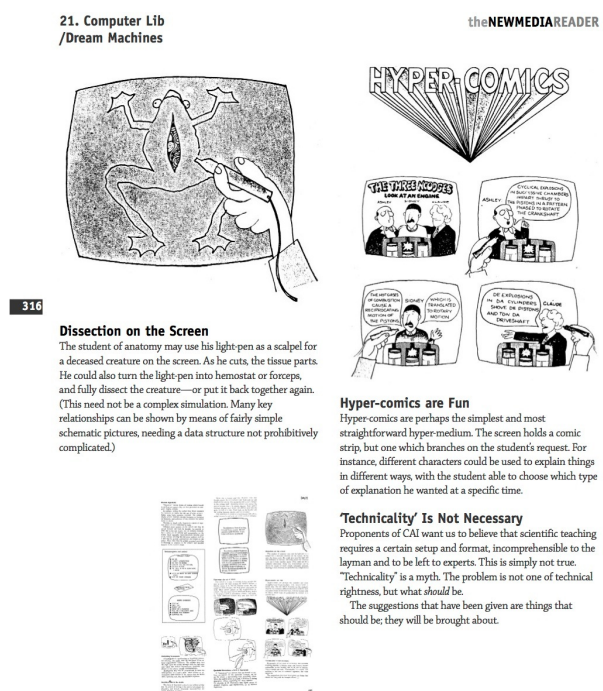 21. Computer Lib
/Dream Machines
theNEWMEDIAREADER
316
Dissection on the Screen
The student of anatomy may use his light-pen as a scalpel for
a deceased creature on the screen. As he cuts, the tissue parts.
He could also turn the light-pen into hemostat or forceps,
and fully dissect the creature—or put it back together again.
(This need not be a complex simulation. Many key
relationships can be shown by means of fairly simple
schematic pictures, needing a data structure not prohibitively
complicated.)
HYPER-COMICS
THE THREE NUDGES
LOOK AT AN ENGINE
ASHLEY SIDNEY CLAUDE
ASHLEY
CYCLICAL EXPLOSIONS
IN SUCCESSIVE CHAMBERS
IMPART THRUST TO
THE PISTONS IN A PATTERN
PHASED TO ROTATE
THE CRANKSHAFT
THE HOT GASES
OF COMBUSTION
CAUSE A
RECIPROCATING
MOTION OF
THE PISTONS
SIDNEY
WHICH IS
TRANSLATED
TO ROTARY
MOTION
DE EXPLOSIONS
IN DA CYLINDERS
SHOVE DE PISTONS
AND TOIN DA
DRIVESHAFT
CLAUDE
Hyper-comics are Fun
Hyper-comics are perhaps the simplest and most
straightforward hyper-medium. The screen holds a comic
strip, but one which branches on the student's request. For
instance, different characters could be used to explain things
in different ways, with the student able to choose which type
of explanation he wanted at a specific time.
'Technicality' Is Not Necessary
Proponents of CAI want us to believe that scientific teaching
requires a certain setup and format, incomprehensible to the
layman and to be left to experts. This is simply not true.
"Technicality" is a myth. The problem is not one of technical
rightness, but what should be.
The suggestions that have been given are things that
should be; they will be brought about.